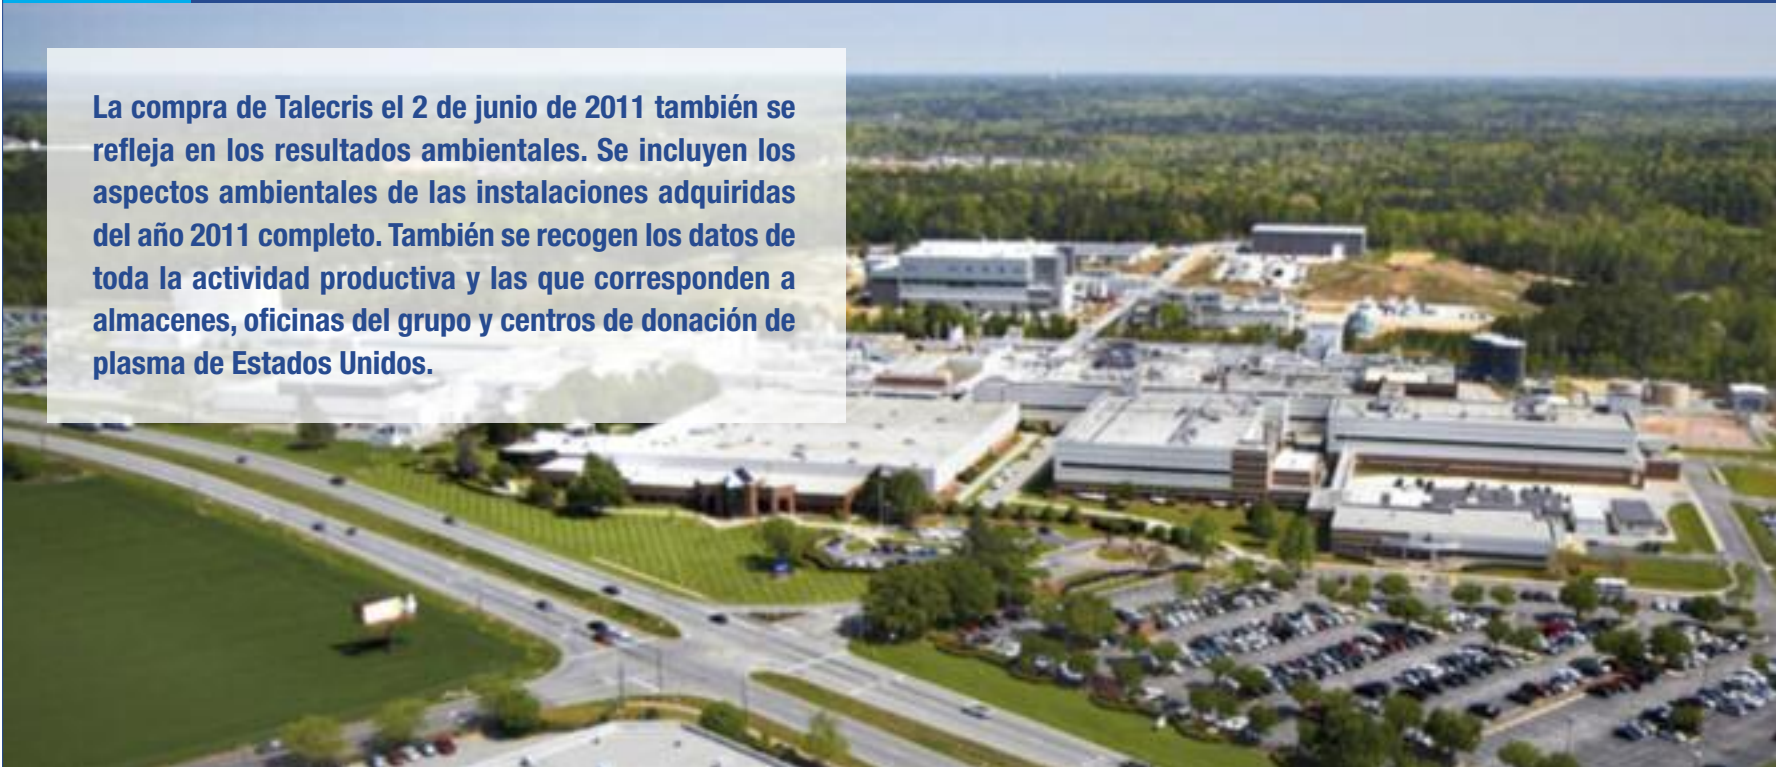 La compra de Talecris el 2 de junio de 2011 también se
refleja en los resultados ambientales. Se incluyen los
aspectos ambientales de las instalaciones adquiridas
del año 2011 completo. También se recogen los datos de
toda la actividad productiva y las que corresponden a
almacenes, oficinas del grupo y centros de donación de
plasma de Estados Unidos.